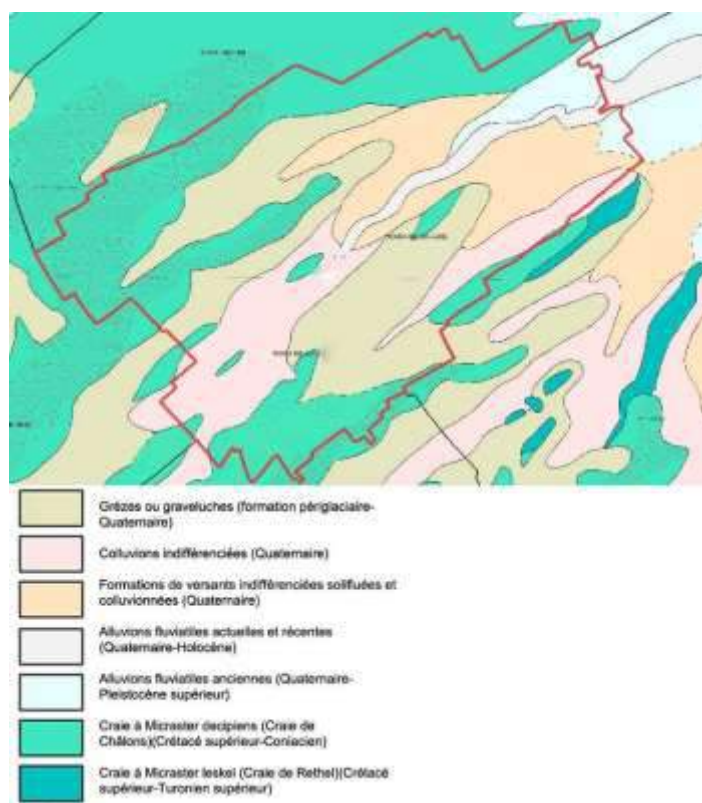 Grèzes ou graveluches (formation périglaciaire-
Quaternaire)
Colluvions indifférenciées (Quaternaire)
Formations de versants indifférenciées solifluées et
colluvionnées (Quaternaire)
Alluvions fluviatiles actuelles et récentes
(Quaternaire-Holocène)
Alluvions fluviatiles anciennes (Quaternaire-
Pleistocène supérieur)
Craie à Micraster decipiens (Craie de
Châlons)(Crétacé supérieur-Coniacien)
Craie à Micraster leskei (Craie de Rethel)(Crétacé
supérieur-Turonien supérieur)